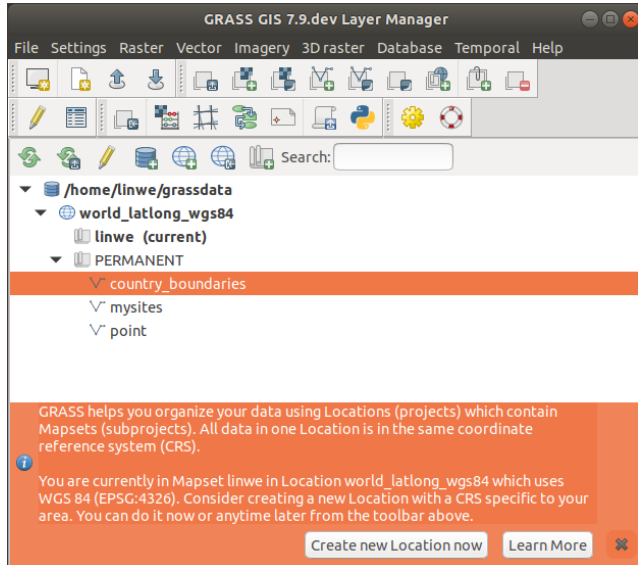 GRASS GIS 7.9.dev Layer Manager
File Settings Raster Vector Imagery 3D raster Database Temporal Help
Search:
/home/linwe/grassdata
world_latlong_wgs84
linwe (current)
PERMANENT
country_boundaries
mysites
point
GRASS helps you organize your data using Locations (projects) which contain
Mapsets (subprojects). All data in one Location is in the same coordinate
reference system (CRS).
You are currently in Mapset linwe in Location world_latlong_wgs84 which uses
WGS 84 (EPSG:4326). Consider creating a new Location with a CRS specific to your
area. You can do it now or anytime later from the toolbar above.
Create new Location now Learn More